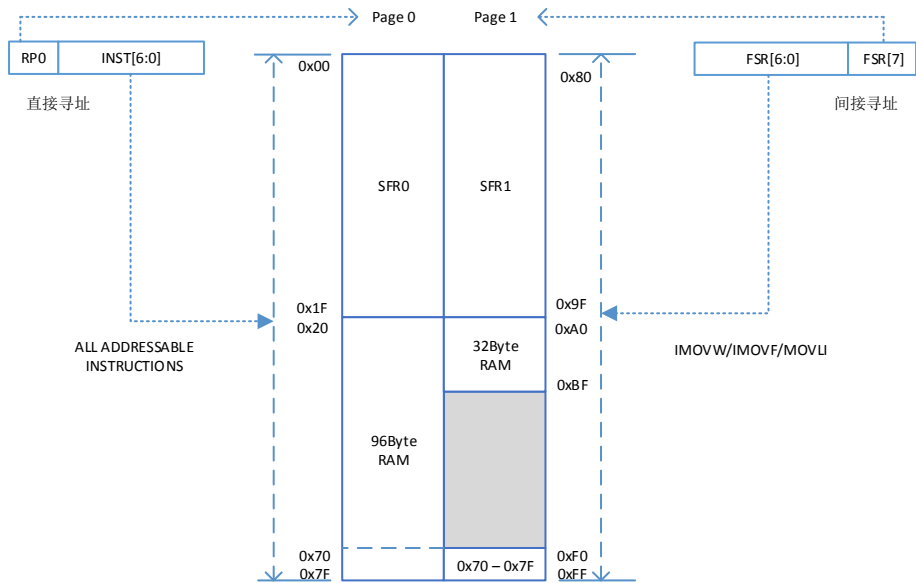 Page 0
Page 1
RP0
INST[6:0]
FSR[6:0]
FSR[7]
直接寻址
间接寻址
0x00
0x80
SFR0
SFR1
0x1F
0x20
0x9F
0xA0
ALL ADDRESSABLE
INSTRUCTIONS
32Byte
RAM
IMOVW/IMOVF/MOVLI
0xBF
96Byte
RAM
0x70
0x7F
0x70 – 0x7F
0xF0
0xFF